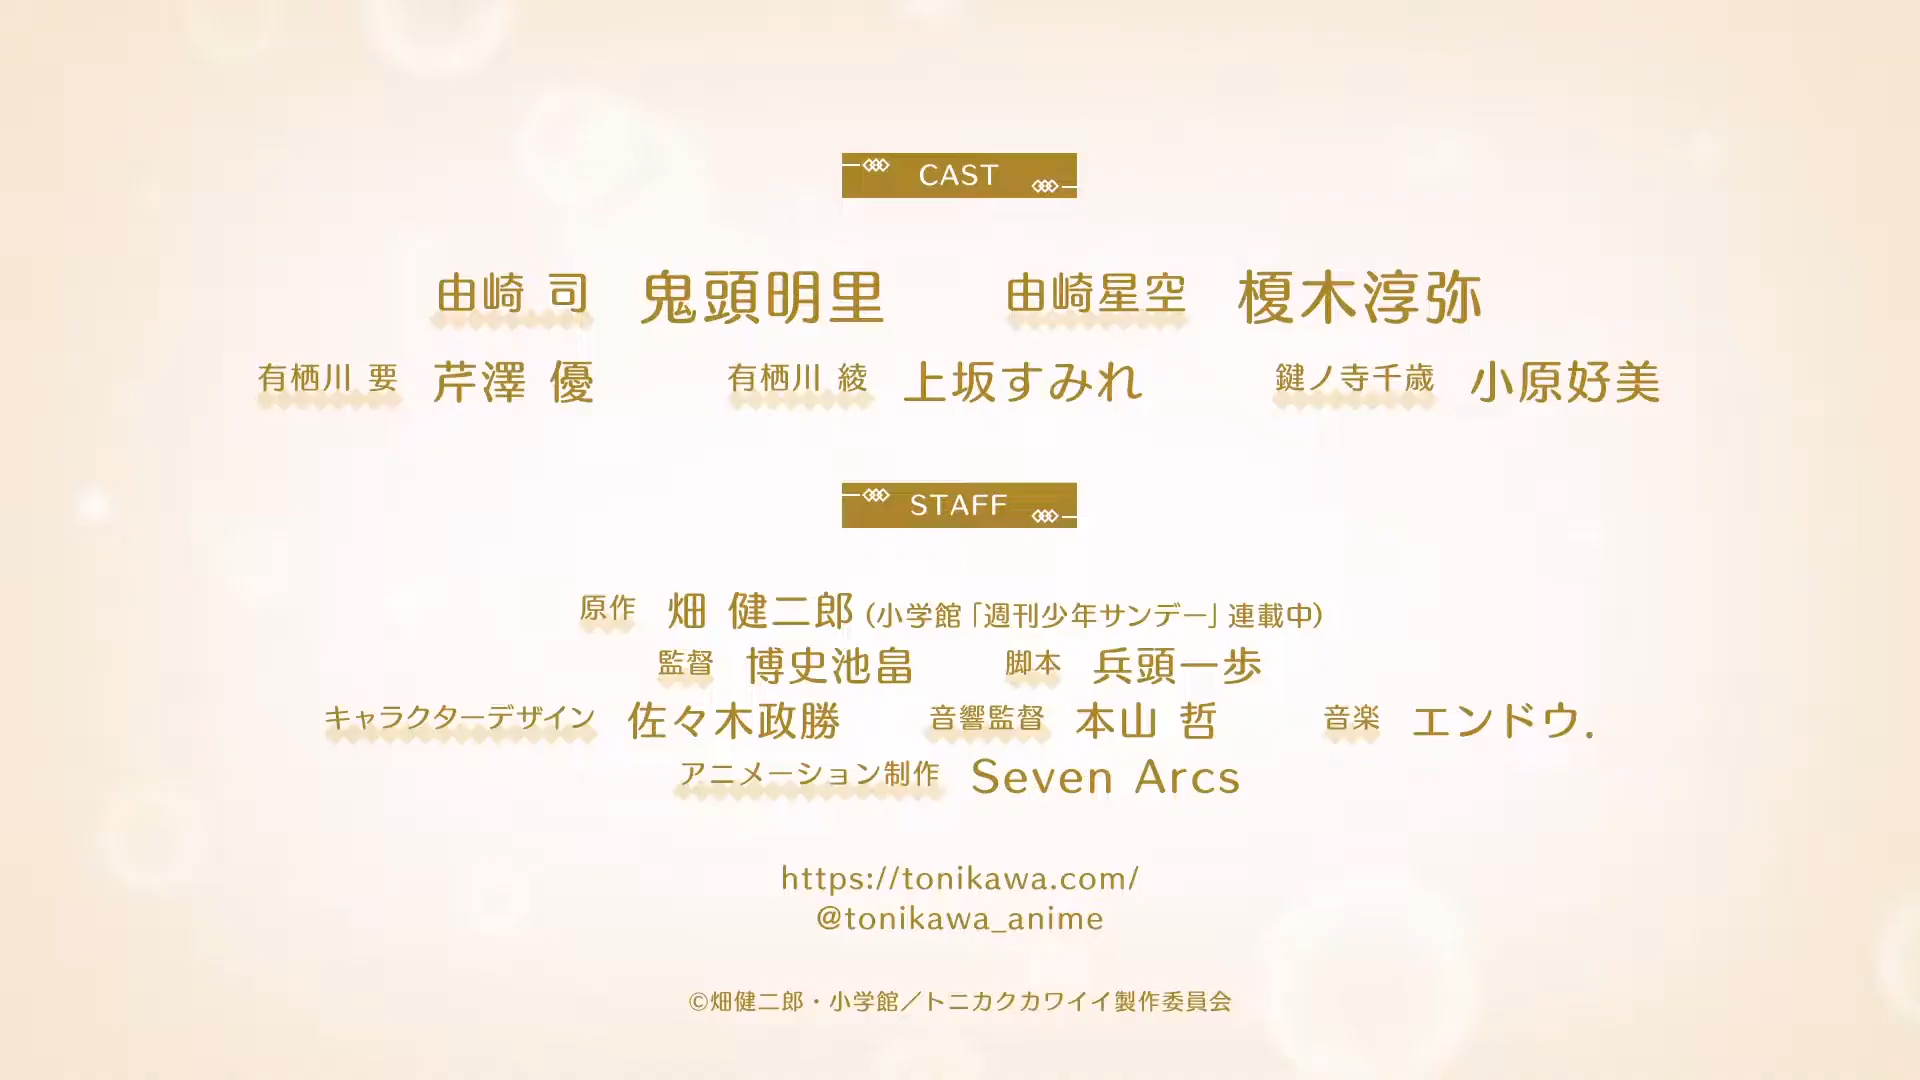 CAST
由崎 司 鬼頭明里 由崎星空 榎木淳弥
有栖川 要 芹澤 優 有栖川 綾 上坂すみれ 鍵ノ寺千歳 小原好美
STAFF
原作 畑 健二郎（小学館「週刊少年サンデー」連載中）
監督 博史池畠 脚本 兵頭一歩
キャラクターデザイン 佐々木政勝 音響監督 本山 哲 音楽 エンドウ.
アニメーション制作 Seven Arcs
https://tonikawa.com/
@tonikawa_anime
©畑健二郎・小学館／トニカクカワイイ製作委員会